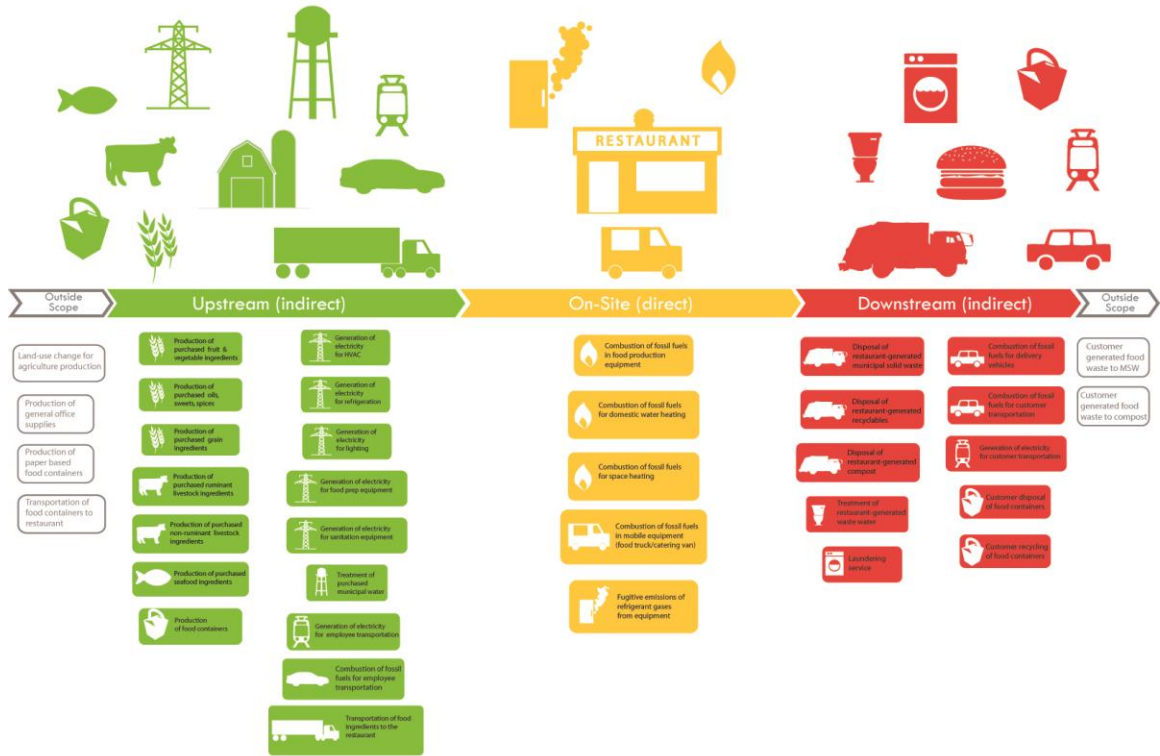 RESTAURANT
Outside
Scope
Upstream (indirect)
On-Site (direct)
Downstream (indirect)
Outside
Scope
Land-use change for
agriculture production
Production of
general office
supplies
Production of
paper based
food containers
Transportation of
food containers to
restaurant
Production of
purchased fruit &
vegetable ingredients
Production of
purchased oils,
sweets, spices
Production of
purchased grain
ingredients
Production of
purchased ruminant
livestock ingredients
Production of purchased
non-ruminant livestock
ingredients
Production of purchased
seafood ingredients
Production
of food containers
Generation of
electricity
for HVAC
Generation of
electricity
for refrigeration
Generation of
electricity
for lighting
Generation of electricity
for food prep equipment
Generation of electricity
for sanitation equipment
Treatment of
purchased
municipal water
Generation of electricity
for employee transportation
Combustion of fossil
fuels for employee
transportation
Transportation of food
ingredients to the
restaurant
Combustion of fossil fuels
in food production
equipment
Combustion of fossil fuels
for domestic water heating
Combustion of fossil fuels
for space heating
Combustion of fossil fuels
in mobile equipment
(food truck/catering van)
Fugitive emissions of
refrigerant gases
from equipment
Disposal of
restaurant-generated
municipal solid waste
Disposal of
restaurant-generated
recyclables
Disposal of
restaurant-generated
compost
Treatment of
restaurant-generated
waste water
Laundering
service
Combustion of fossil
fuels for delivery
vehicles
Combustion of fossil
fuels for customer
transportation
Generation of electricity
for customer transportation
Customer disposal
of food containers
Customer recycling
of food containers
Customer
generated food
waste to MSW
Customer
generated food
waste to compost